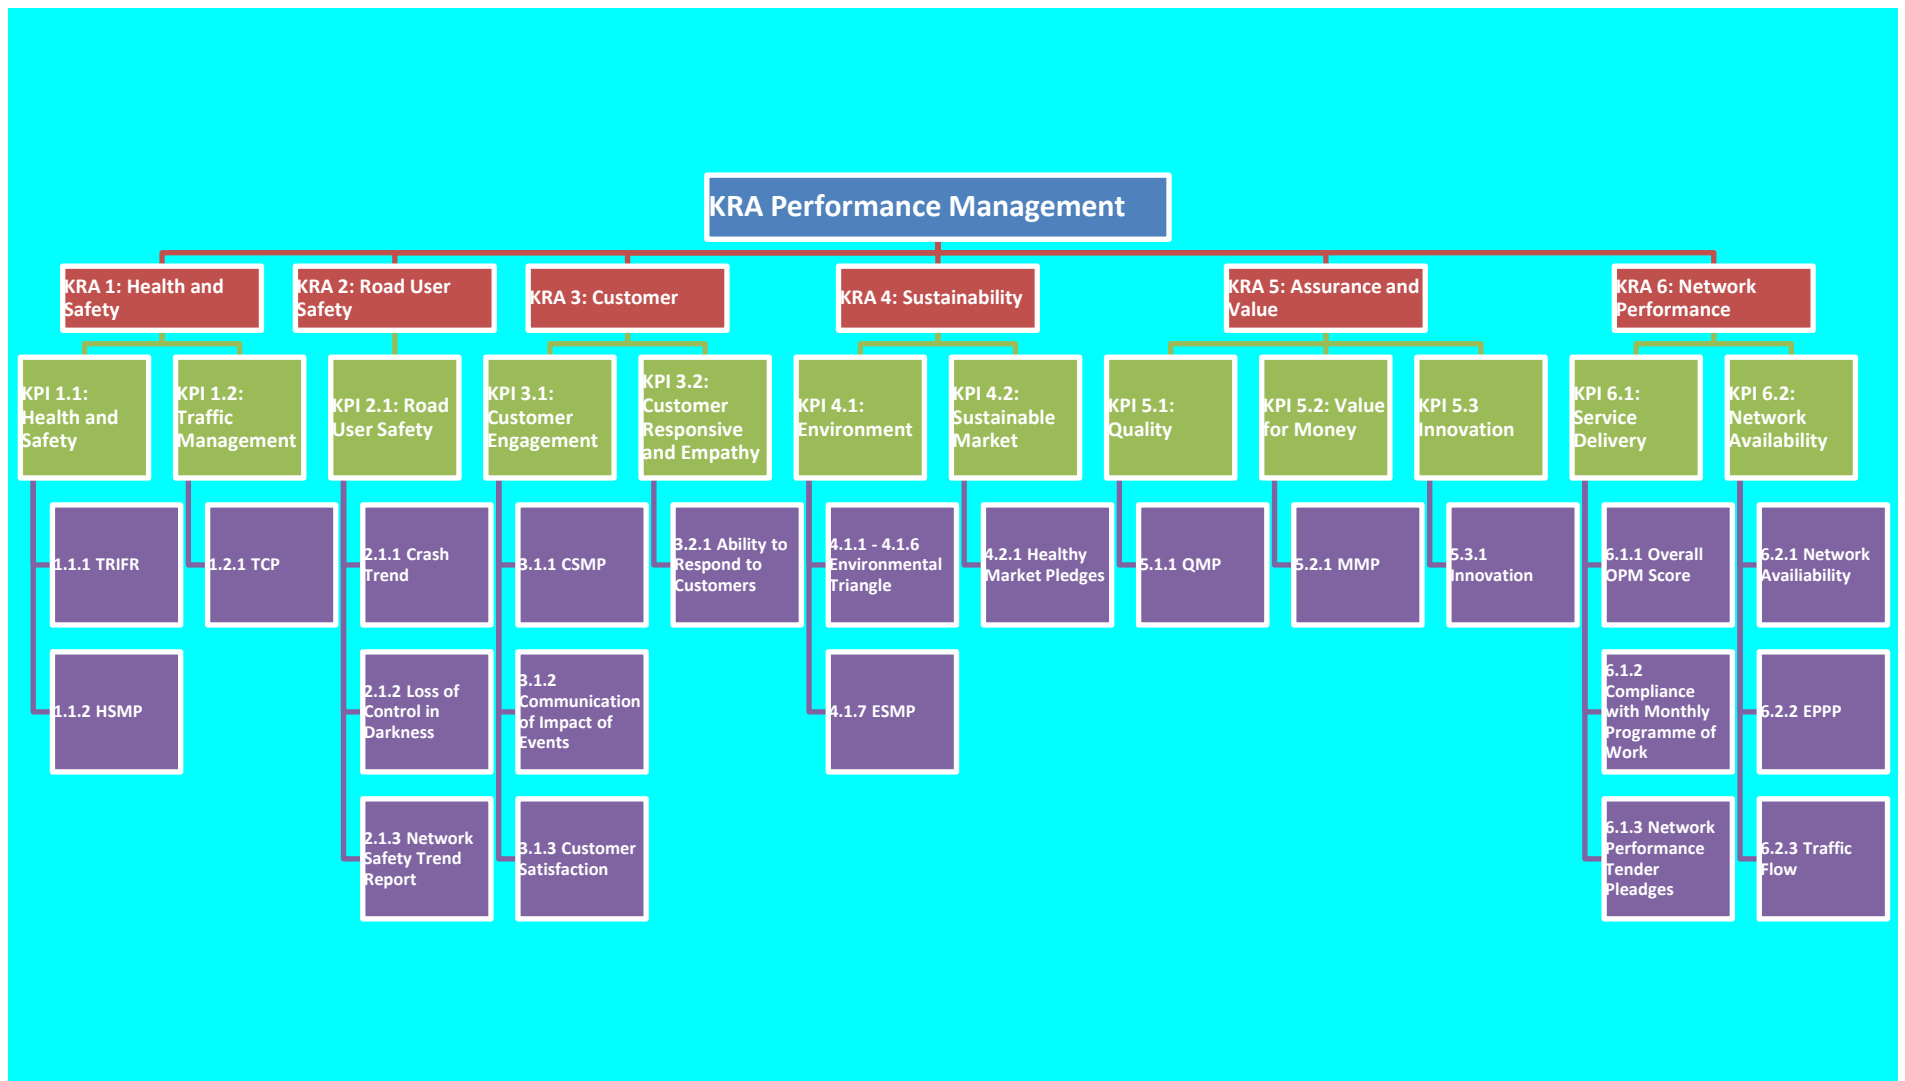 KRA Performance Management
KRA 1: Health and
Safety
KRA 2: Road User
Safety
KRA 3: Customer
KRA 4: Sustainability
KRA 5: Assurance and
Value
KRA 6: Network
Performance
KPI 1.1:
Health and
Safety
KPI 1.2:
Traffic
Management
KPI 2.1: Road
User Safety
KPI 3.1:
Customer
Engagement
KPI 3.2:
Customer
Responsive
and Empathy
KPI 4.1:
Environment
KPI 4.2:
Sustainable
Market
KPI 5.1:
Quality
KPI 5.2: Value
for Money
KPI 5.3
Innovation
KPI 6.1:
Service
Delivery
KPI 6.2:
Network
Availability
1.1.1 TRIFR
1.2.1 TCP
2.1.1 Crash
Trend
3.1.1 CSMP
3.2.1 Ability to
Respond to
Customers
4.1.1 - 4.1.6
Environmental
Triangle
4.2.1 Healthy
Market Pledges
5.1.1 QMP
5.2.1 MMP
5.3.1
Innovation
6.1.1 Overall
OPM Score
6.2.1 Network
Availiability
1.1.2 HSMP
2.1.2 Loss of
Control in
Darkness
3.1.2
Communication
of Impact of
Events
4.1.7 ESMP
6.1.2
Compliance
with Monthly
Programme of
Work
6.2.2 EPPP
2.1.3 Network
Safety Trend
Report
3.1.3 Customer
Satisfaction
6.1.3 Network
Performance
Tender
Pleadges
6.2.3 Traffic
Flow